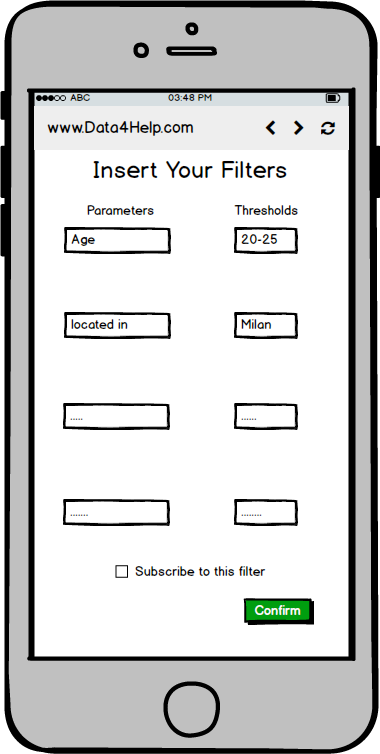 ABC 03:48 PM
www.Data4Help.com
Insert Your Filters
Parameters Thresholds
Age 20-25
located in Milan
..... ......
....... ........
Subscribe to this filter
Confirm